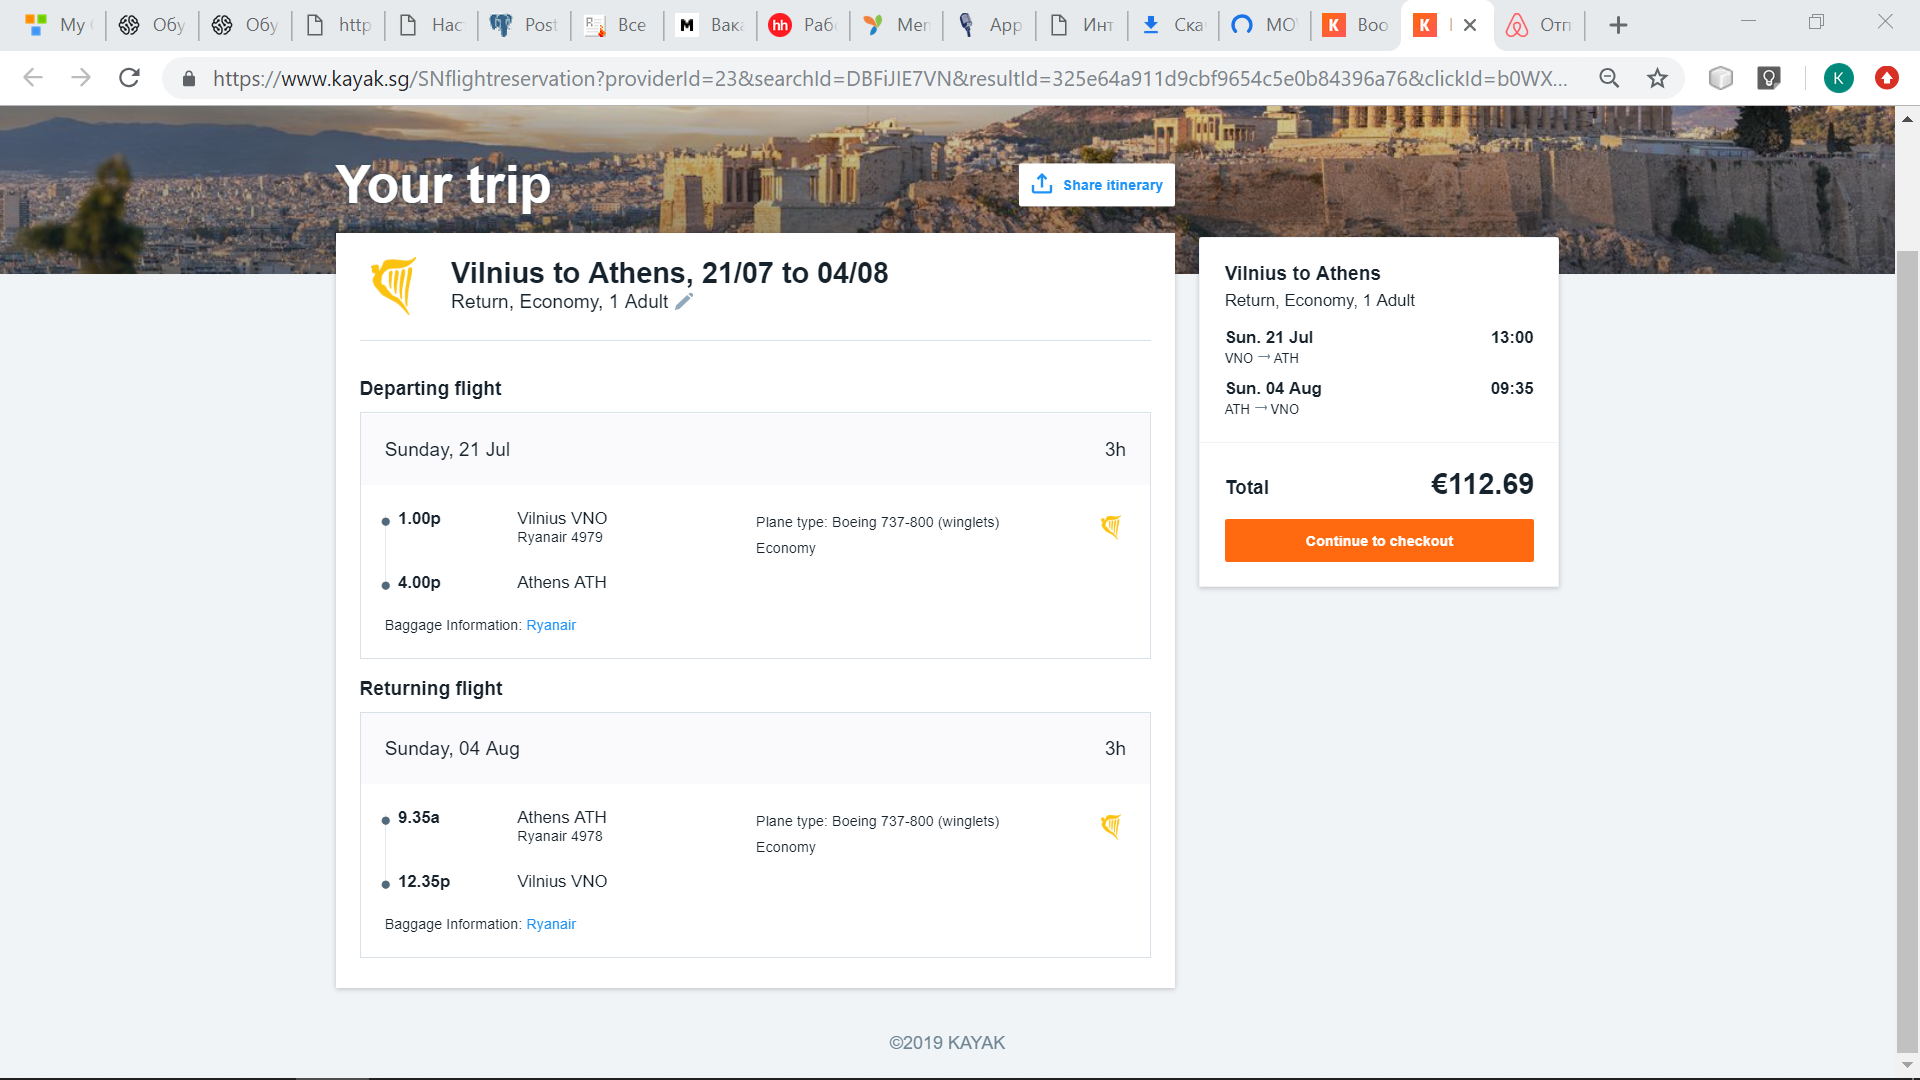 My
Обу
Обу
http
Нас
Post
Все
Вака
Раб
Men
App
Инт
Ска
MO
Boo
Отп
https://www.kayak.sg/SNflightreservation?providerId=23&searchId=DBFiJIE7VN&resultId=325e64a911d9cbf9654c5e0b84396a76&clickId=b0WX...
K
Your trip
Share itinerary
Vilnius to Athens, 21/07 to 04/08
Return, Economy, 1 Adult
Departing flight
Sunday, 21 Jul 3h
1.00p Vilnius VNO
Ryanair 4979
Plane type: Boeing 737-800 (winglets)
Economy
4.00p Athens ATH
Baggage Information: Ryanair
Returning flight
Sunday, 04 Aug 3h
9.35a Athens ATH
Ryanair 4978
Plane type: Boeing 737-800 (winglets)
Economy
12.35p Vilnius VNO
Baggage Information: Ryanair
Vilnius to Athens
Return, Economy, 1 Adult
Sun. 21 Jul 13:00
VNO → ATH
Sun. 04 Aug 09:35
ATH → VNO
Total €112.69
Continue to checkout
©2019 KAYAK